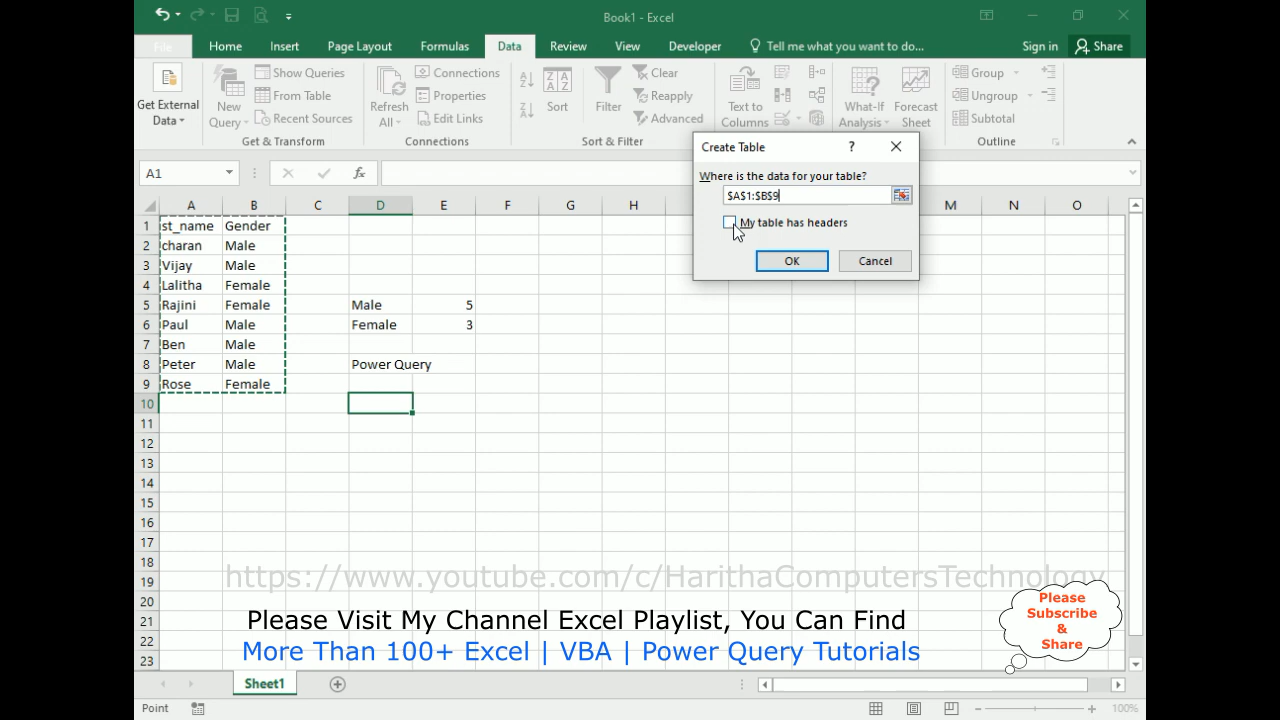 Book1 - Excel
File Home Insert Page Layout Formulas Data Review View Developer Tell me what you want to do... Sign in Share
Get External Data
New Query
Show Queries
From Table
Recent Sources
Get & Transform
Refresh All
Connections
Properties
Edit Links
Connections
Sort
Filter
Clear
Reapply
Advanced
Sort & Filter
Text to Columns
What-If Analysis
Forecast Sheet
Group
Ungroup
Subtotal
Outline
Create Table ?
Where is the data for your table?
$A$1:$B$9
My table has headers
OK Cancel
A1 fx
A B C D E F G H M N O
1 st_name Gender
2 charan Male
3 Vijay Male
4 Lalitha Female
5 Rajini Female Male 5
6 Paul Male Female 3
7 Ben Male
8 Peter Male Power Query
9 Rose Female
10
11
12
13
14
15
16
17
18
19
20
21
22
23
https://www.youtube.com/c/HarithaComputersTechnology
Please Visit My Channel Excel Playlist, You Can Find
More Than 100+ Excel | VBA | Power Query Tutorials
Please
Subscribe
&
Share
Sheet1
Point 100%